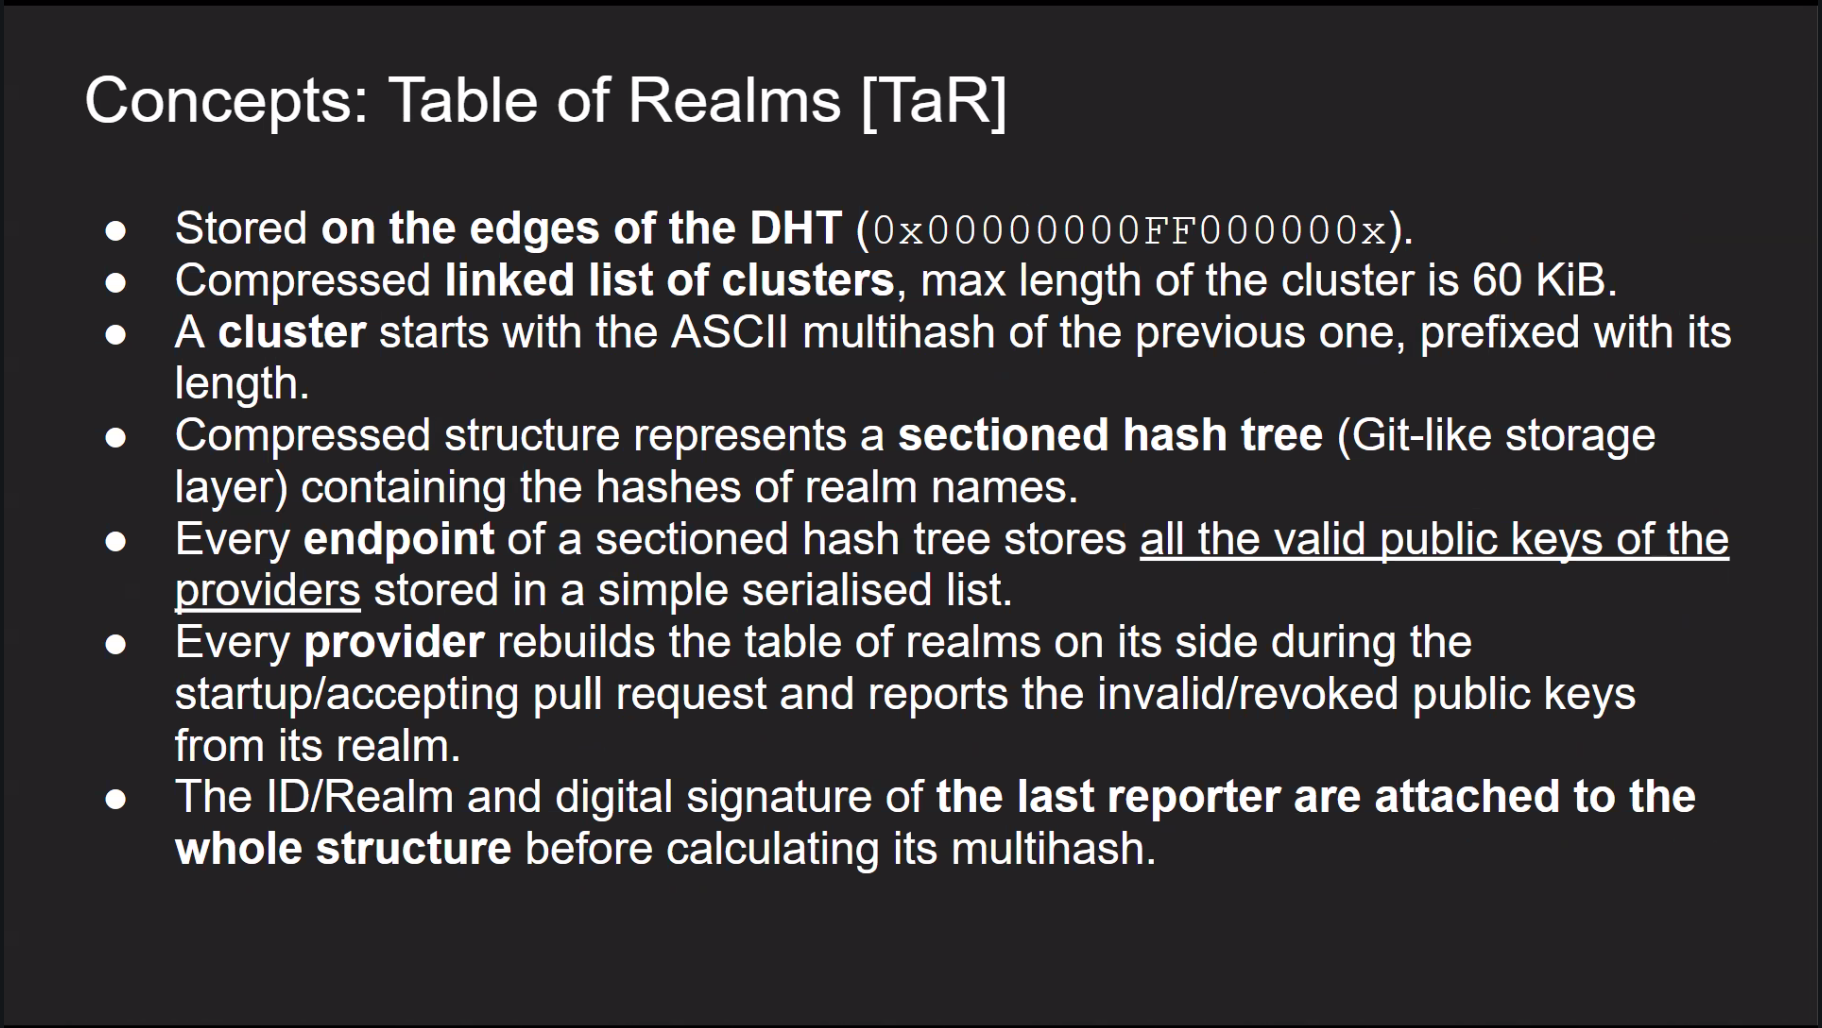 Concepts: Table of Realms [TaR]
● Stored on the edges of the DHT (0x00000000FF000000x).
● Compressed linked list of clusters, max length of the cluster is 60 KiB.
● A cluster starts with the ASCII multihash of the previous one, prefixed with its
length.
● Compressed structure represents a sectioned hash tree (Git-like storage
layer) containing the hashes of realm names.
● Every endpoint of a sectioned hash tree stores all the valid public keys of the
providers stored in a simple serialised list.
● Every provider rebuilds the table of realms on its side during the
startup/accepting pull request and reports the invalid/revoked public keys
from its realm.
● The ID/Realm and digital signature of the last reporter are attached to the
whole structure before calculating its multihash.